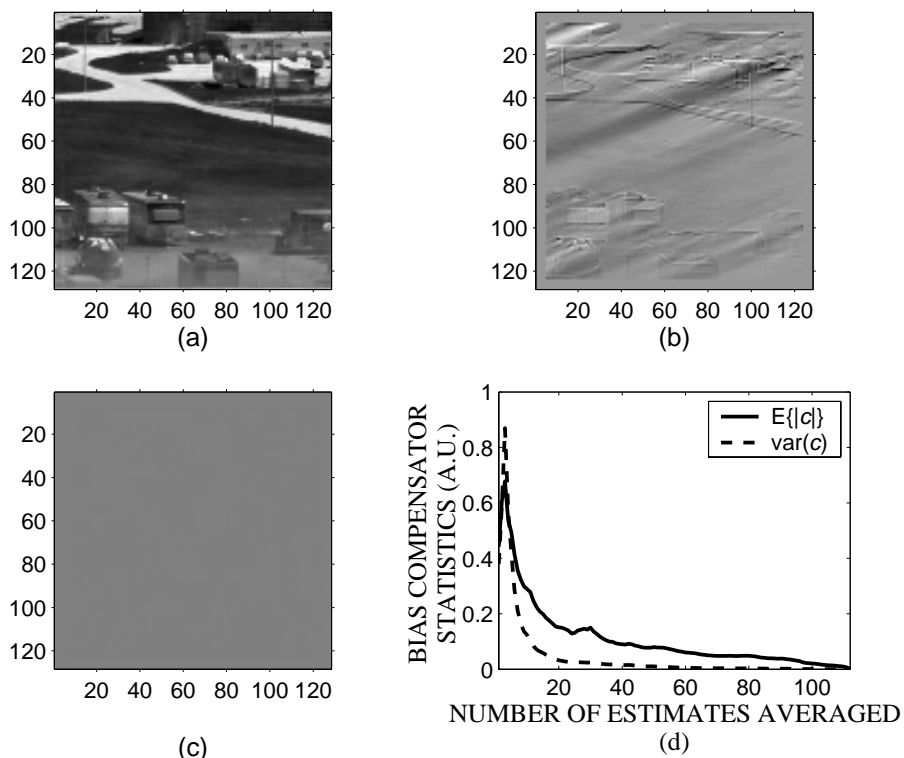 20
40
60
80
100
120
20 40 60 80 100 120
(a)
20
40
60
80
100
120
20 40 60 80 100 120
(b)
20
40
60
80
100
120
20 40 60 80 100 120
(c)
BIAS COMPENSATOR
STATISTICS (A.U.)
1
0.8
0.6
0.4
0.2
0
E{|c|}
var(c)
20 40 60 80 100
NUMBER OF ESTIMATES AVERAGED
(d)